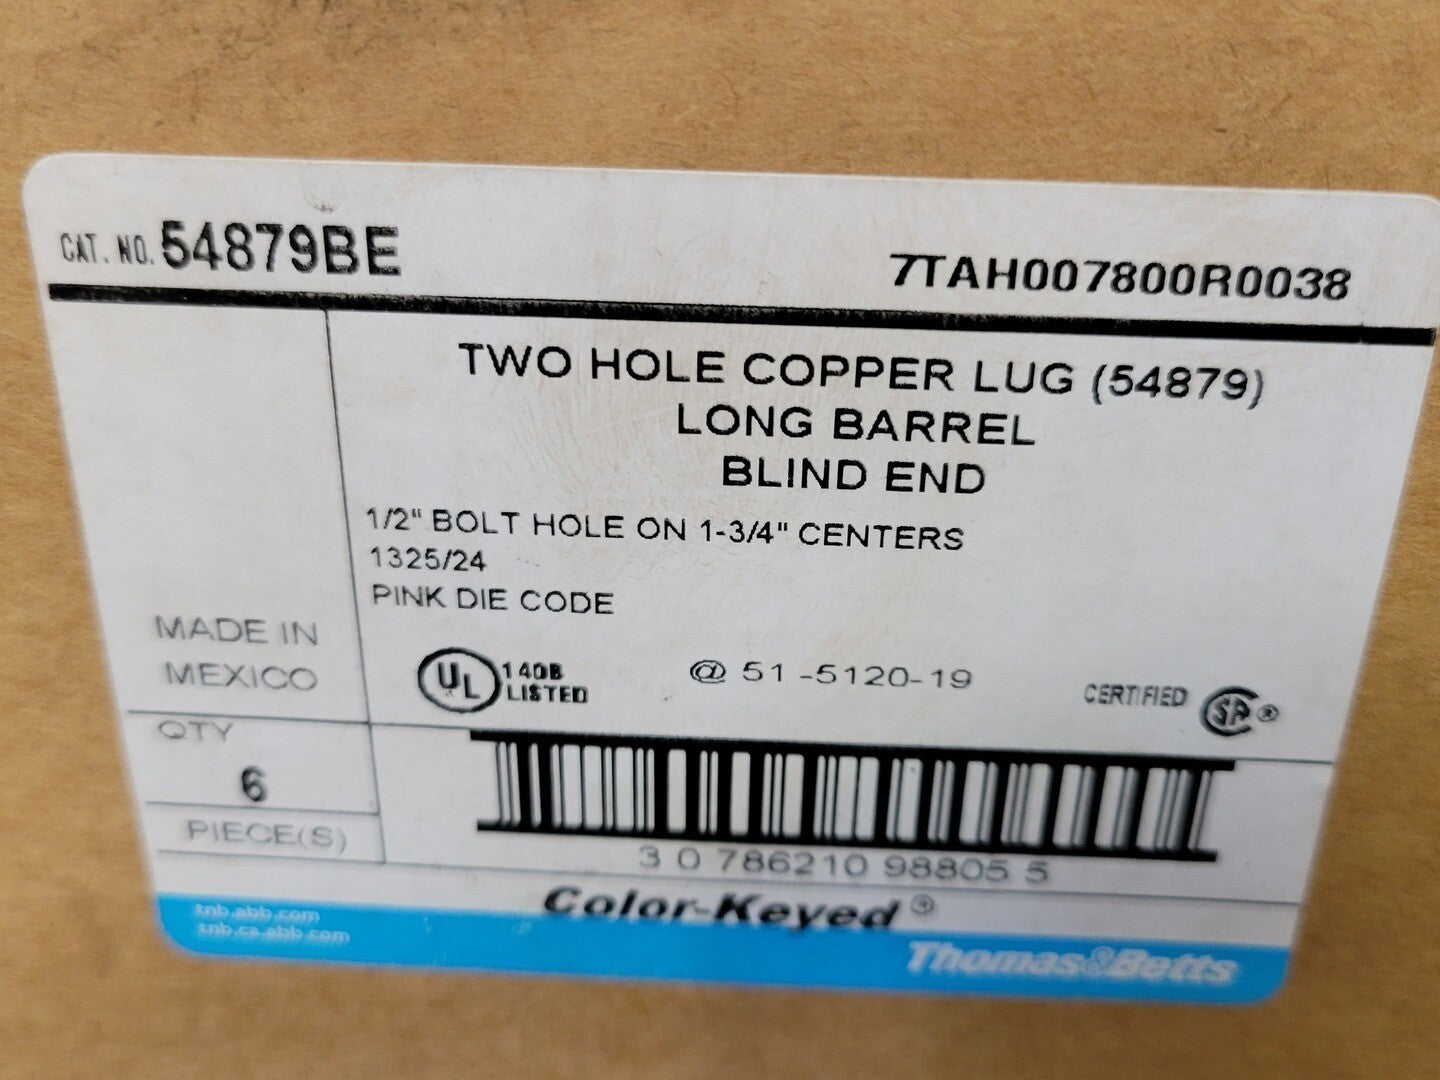 CAT. NO. 54879BE
7TAH007800R0038
TWO HOLE COPPER LUG (54879)
LONG BARREL
BLIND END
1/2" BOLT HOLE ON 1-3/4" CENTERS
1325/24
PINK DIE CODE
MADE IN
MEXICO
UL 140B
LISTED
@ 51-5120-19
CERTIFIED SA®
QTY
6
PIECE(S)
3 0 786210 98805 5
Color-Keyed®
tnb.abb.com
tnb.ca.abb.com
Thomas&Betts